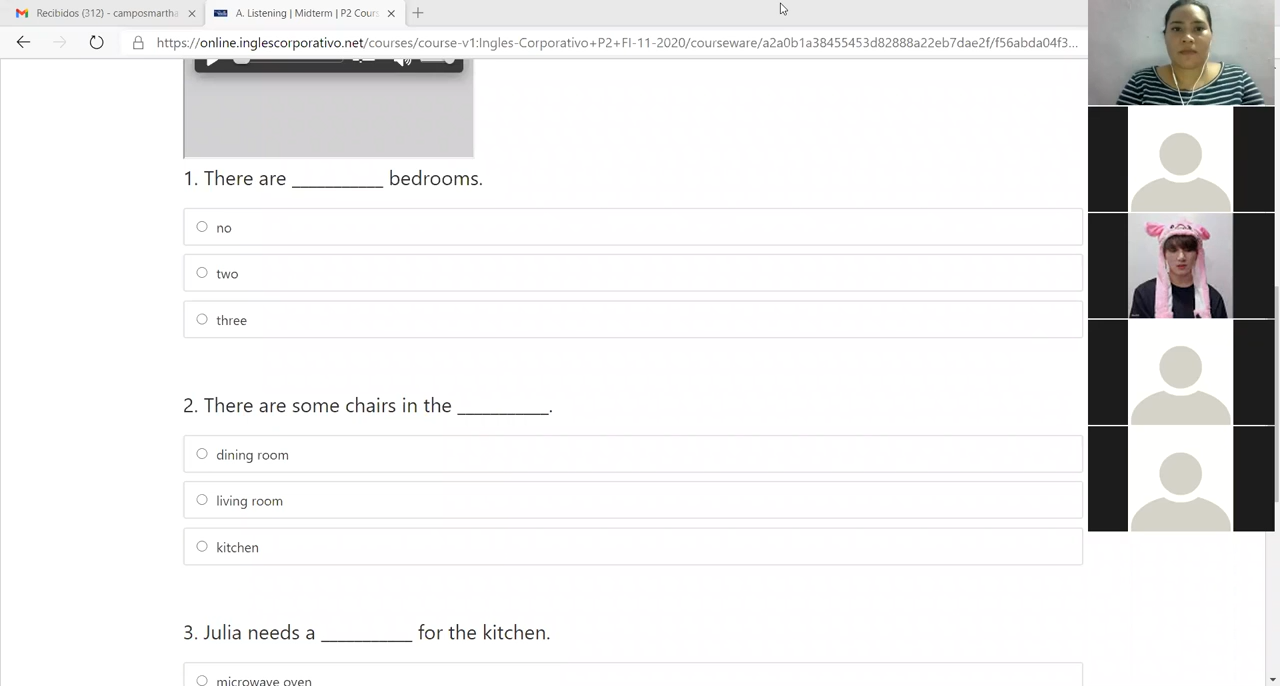 Recibidos (312) - camposmartha
A. Listening | Midterm | P2 Cours
https://online.inglescorporativo.net/courses/course-v1:Ingles-Corporativo+P2+FI-11-2020/courseware/a2a0b1a38455453d82888a22eb7dae2f/f56abda04f3...
1. There are __________ bedrooms.
no
two
three
2. There are some chairs in the __________.
dining room
living room
kitchen
3. Julia needs a __________ for the kitchen.
microwave oven